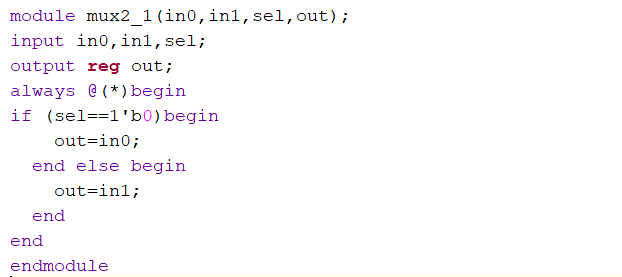 module mux2_1(in0,in1,sel,out);
input in0,in1,sel;
output reg out;
always @(*)begin
if (sel==1'b0)begin
    out=in0;
  end else begin
    out=in1;
  end
end
endmodule